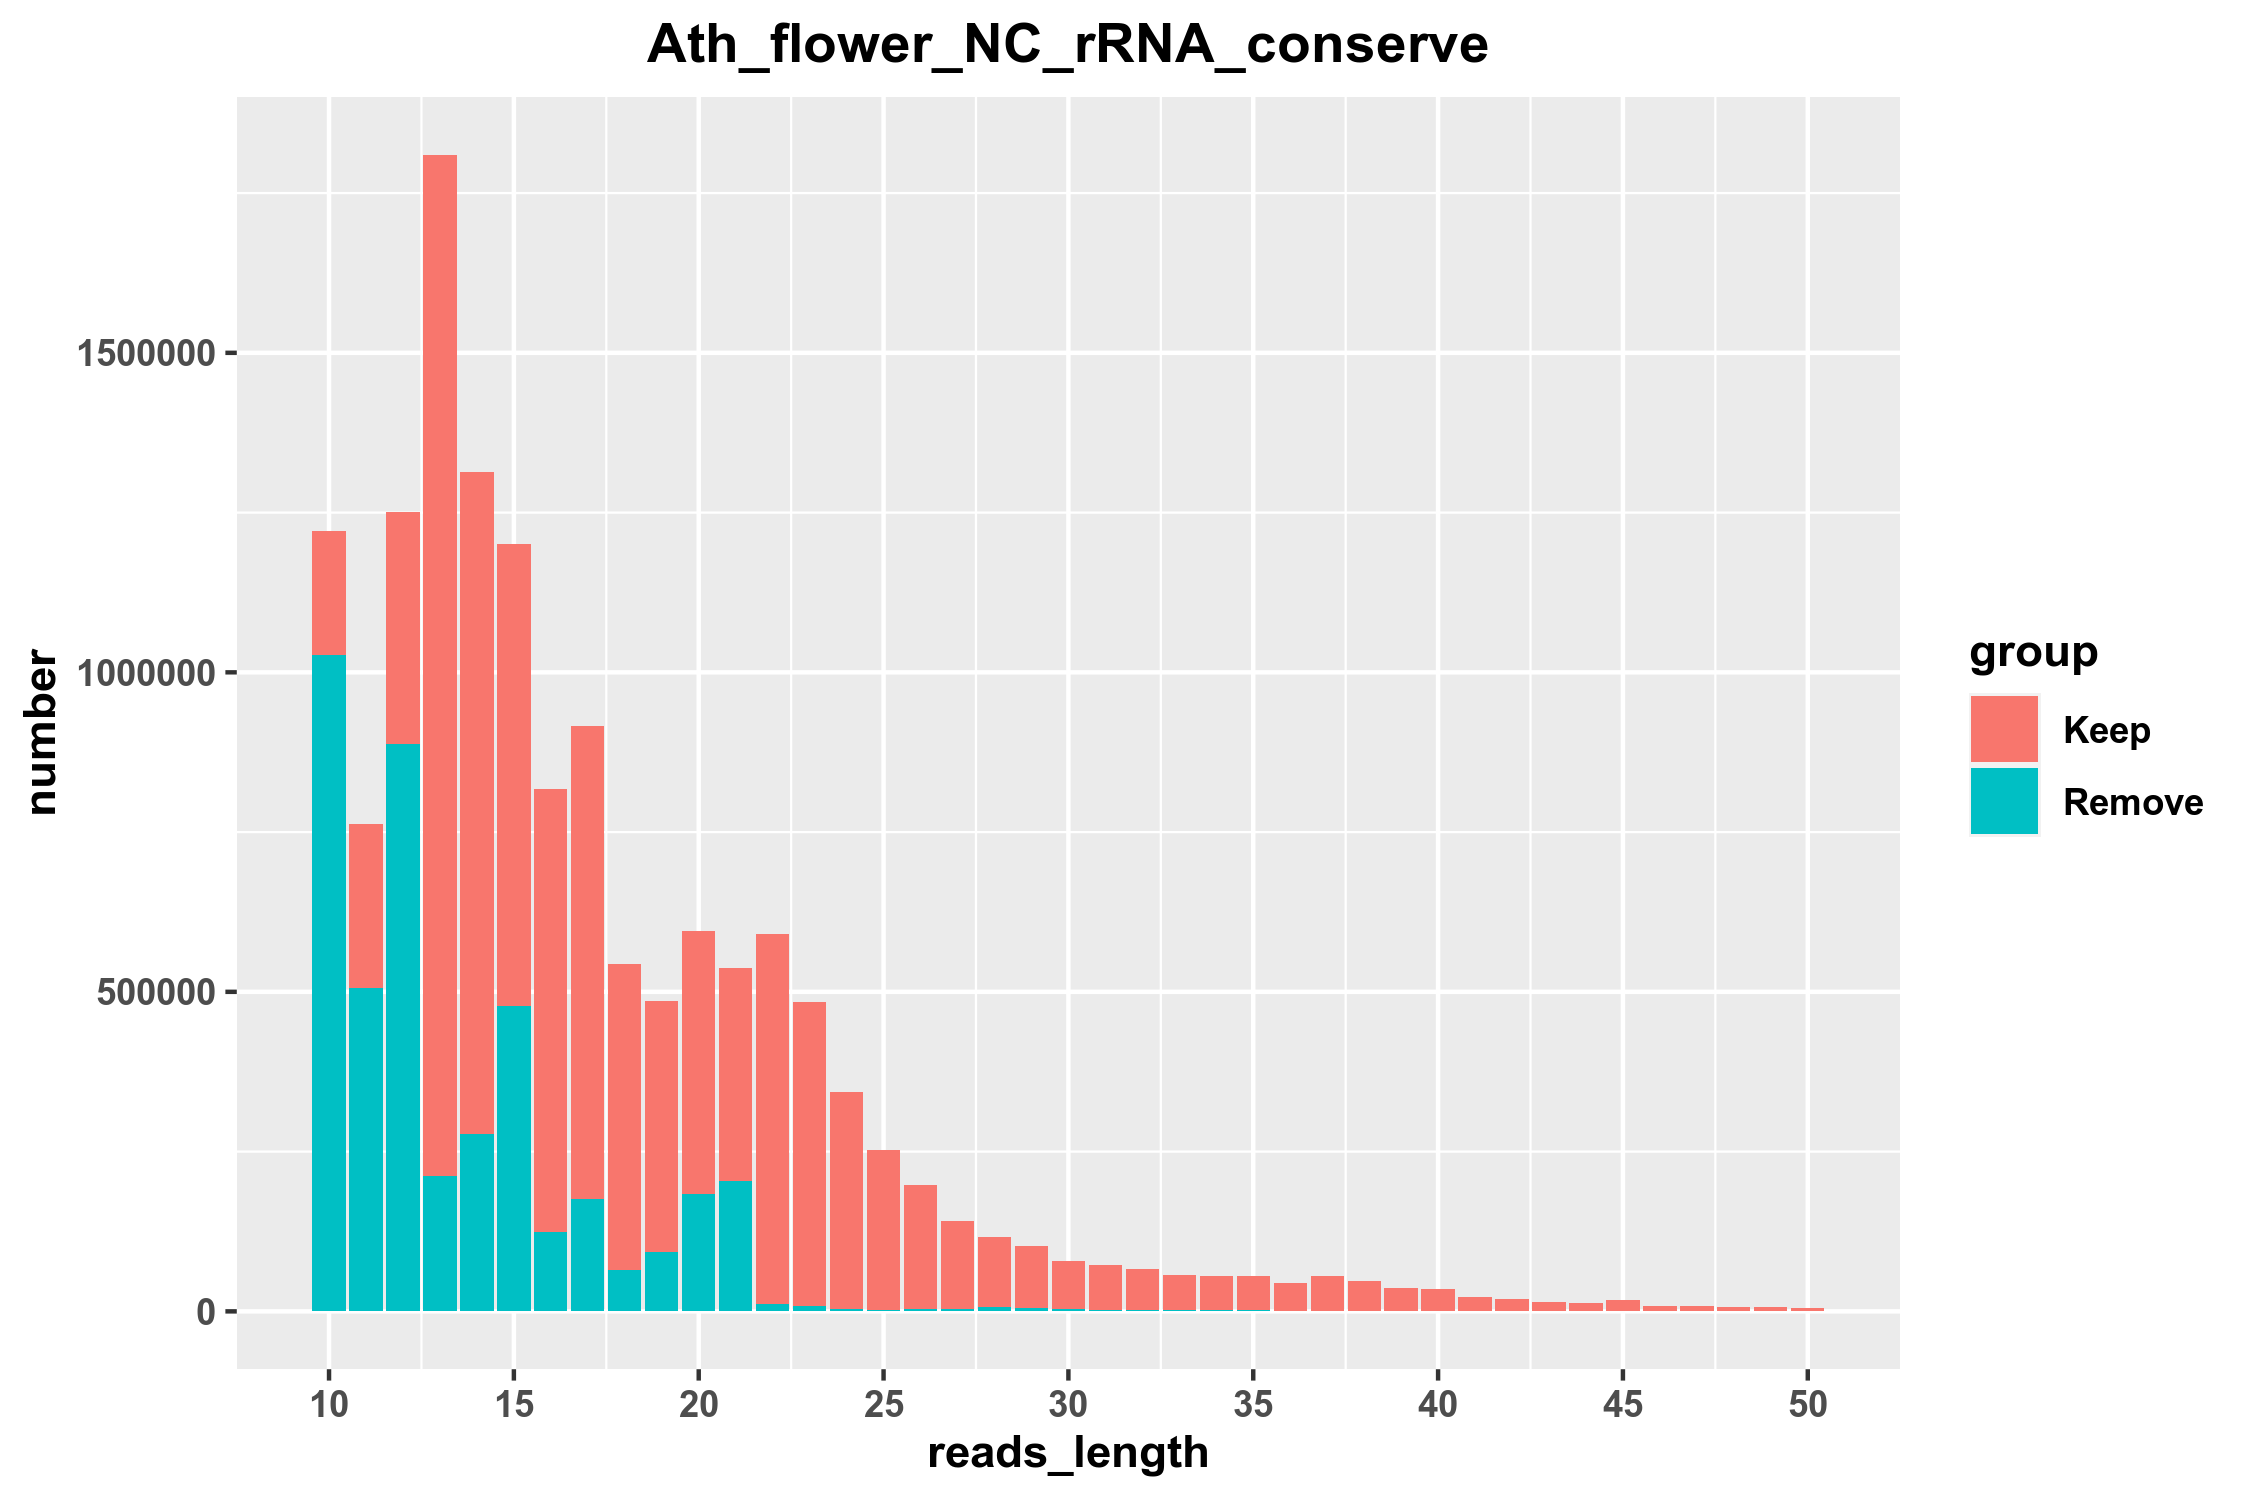 Ath_flower_NC_rRNA_conserve
number
1500000
1000000
500000
0
10 15 20 25 30 35 40 45 50
reads_length
group
Keep
Remove